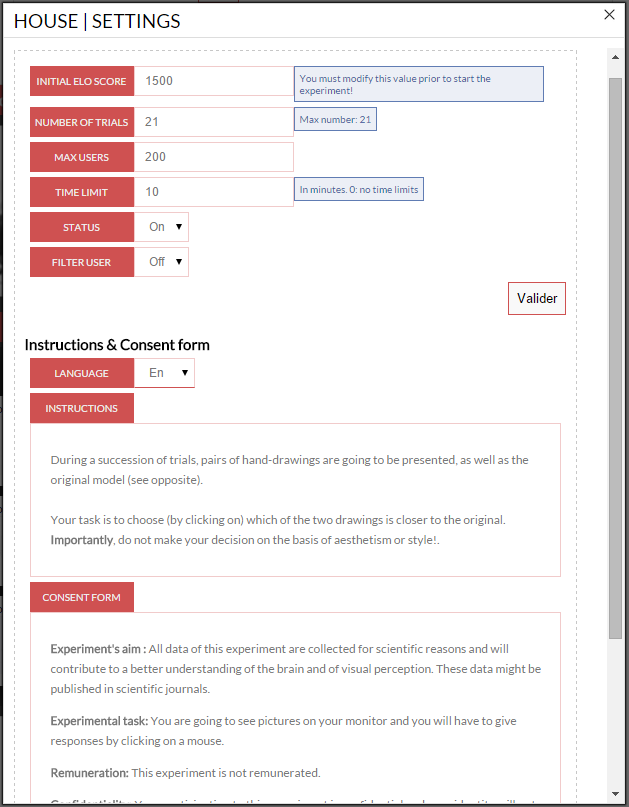 HOUSE | SETTINGS
INITIAL ELO SCORE 1500 You must modify this value prior to start the
experiment!
NUMBER OF TRIALS 21 Max number: 21
MAX USERS 200
TIME LIMIT 10 In minutes. 0: no time limits
STATUS On
FILTER USER Off
Valider
Instructions & Consent form
LANGUAGE En
INSTRUCTIONS
During a succession of trials, pairs of hand-drawings are going to be presented, as well as the
original model (see opposite).
Your task is to choose (by clicking on) which of the two drawings is closer to the original.
Importantly, do not make your decision on the basis of aesthetism or style!.
CONSENT FORM
Experiment's aim : All data of this experiment are collected for scientific reasons and will
contribute to a better understanding of the brain and of visual perception. These data might be
published in scientific journals.
Experimental task: You are going to see pictures on your monitor and you will have to give
responses by clicking on a mouse.
Remuneration: This experiment is not remunerated.